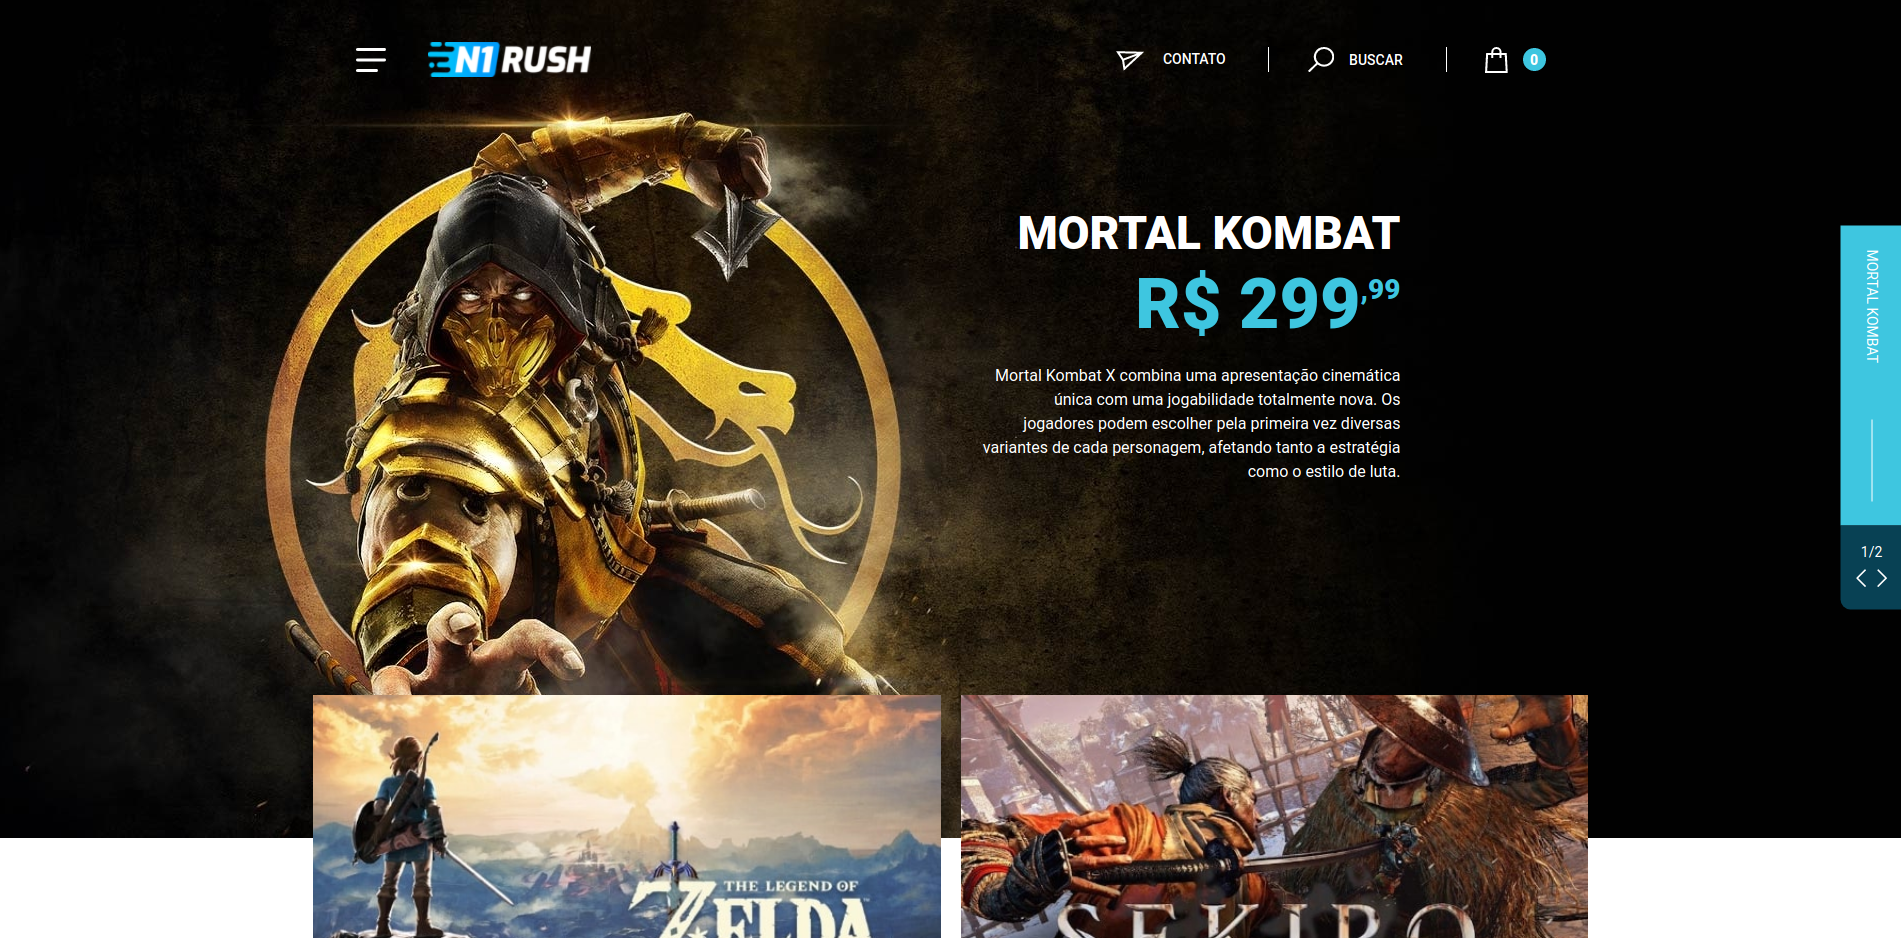 N1 RUSH
CONTATO
BUSCAR
0
MORTAL KOMBAT
R$ 299,99
Mortal Kombat X combina uma apresentação cinemática
única com uma jogabilidade totalmente nova. Os
jogadores podem escolher pela primeira vez diversas
variantes de cada personagem, afetando tanto a estratégia
como o estilo de luta.
MORTAL KOMBAT
1/2
THE LEGEND OF
ZELDA
SEKIRO